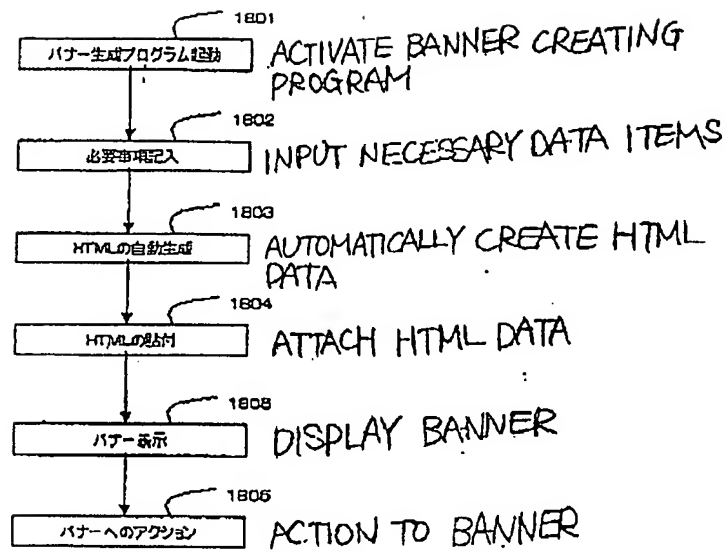 1801
バナー生成プログラム起動
ACTIVATE BANNER CREATING
PROGRAM
1802
必要事項記入
INPUT NECESSARY DATA ITEMS
1803
HTMLの自動生成
AUTOMATICALLY CREATE HTML
DATA
1804
HTMLの貼付
ATTACH HTML DATA
1808
バナー表示
DISPLAY BANNER
1806
バナーへのアクション
ACTION TO BANNER